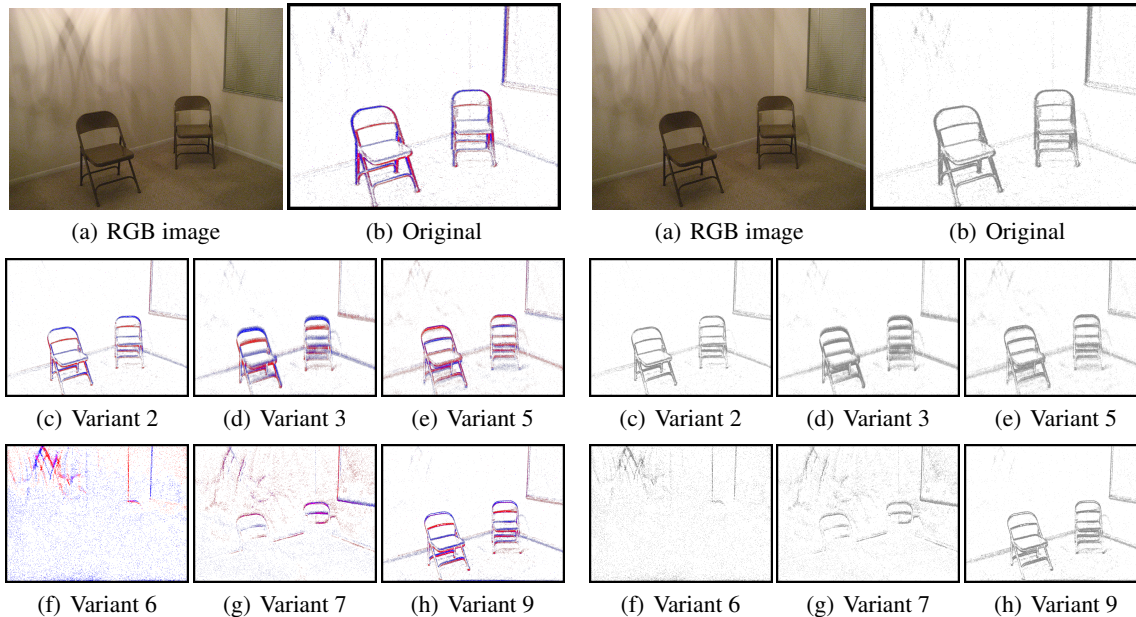 (a) RGB image (b) Original (a) RGB image (b) Original
(c) Variant 2 (d) Variant 3 (e) Variant 5 (c) Variant 2 (d) Variant 3 (e) Variant 5
(f) Variant 6 (g) Variant 7 (h) Variant 9 (f) Variant 6 (g) Variant 7 (h) Variant 9